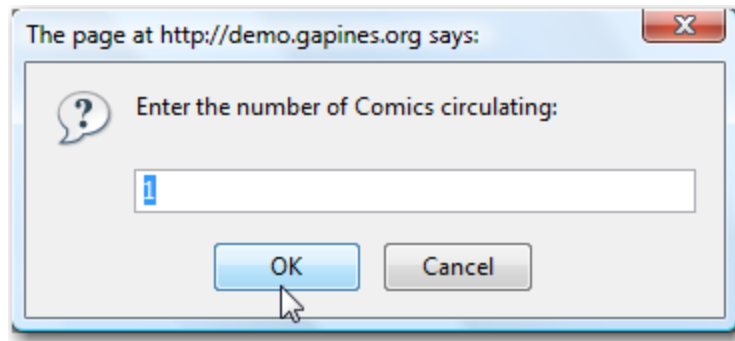 The page at http://demo.gapines.org says:
Enter the number of Comics circulating:
1
OK Cancel